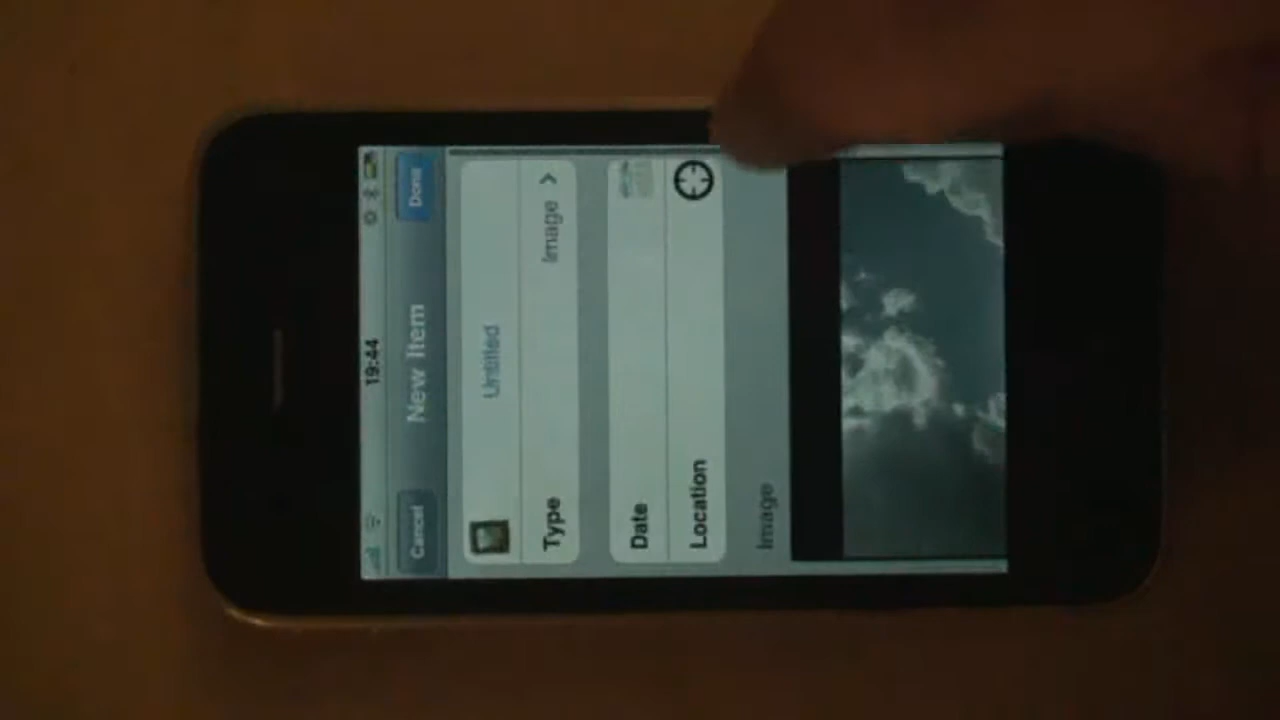 19:44
Cancel New Item Done
Untitled
Type Image
Date
Location
Image